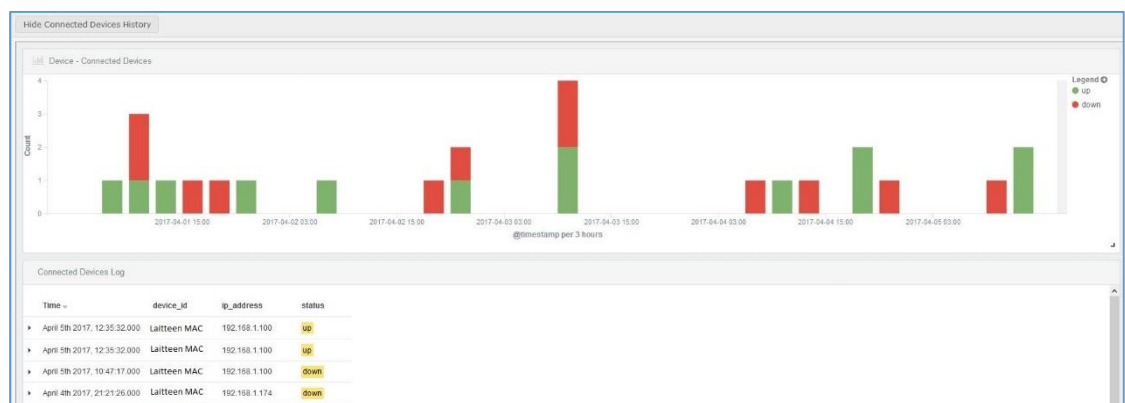 Hide Connected Devices History
Device - Connected Devices
Legend
up
down
Count
4
3
2
1
0
2017-04-01 15:00 2017-04-02 03:00 2017-04-02 15:00 2017-04-03 03:00 2017-04-03 15:00 2017-04-04 03:00 2017-04-04 15:00 2017-04-05 03:00
@timestamp per 3 hours
Connected Devices Log
Time device_id ip_address status
April 5th 2017, 12:35:32.000 Laitteen MAC 192.168.1.100 up
April 5th 2017, 12:35:32.000 Laitteen MAC 192.168.1.100 up
April 5th 2017, 10:47:17.000 Laitteen MAC 192.168.1.100 down
April 4th 2017, 21:21:26.000 Laitteen MAC 192.168.1.174 down